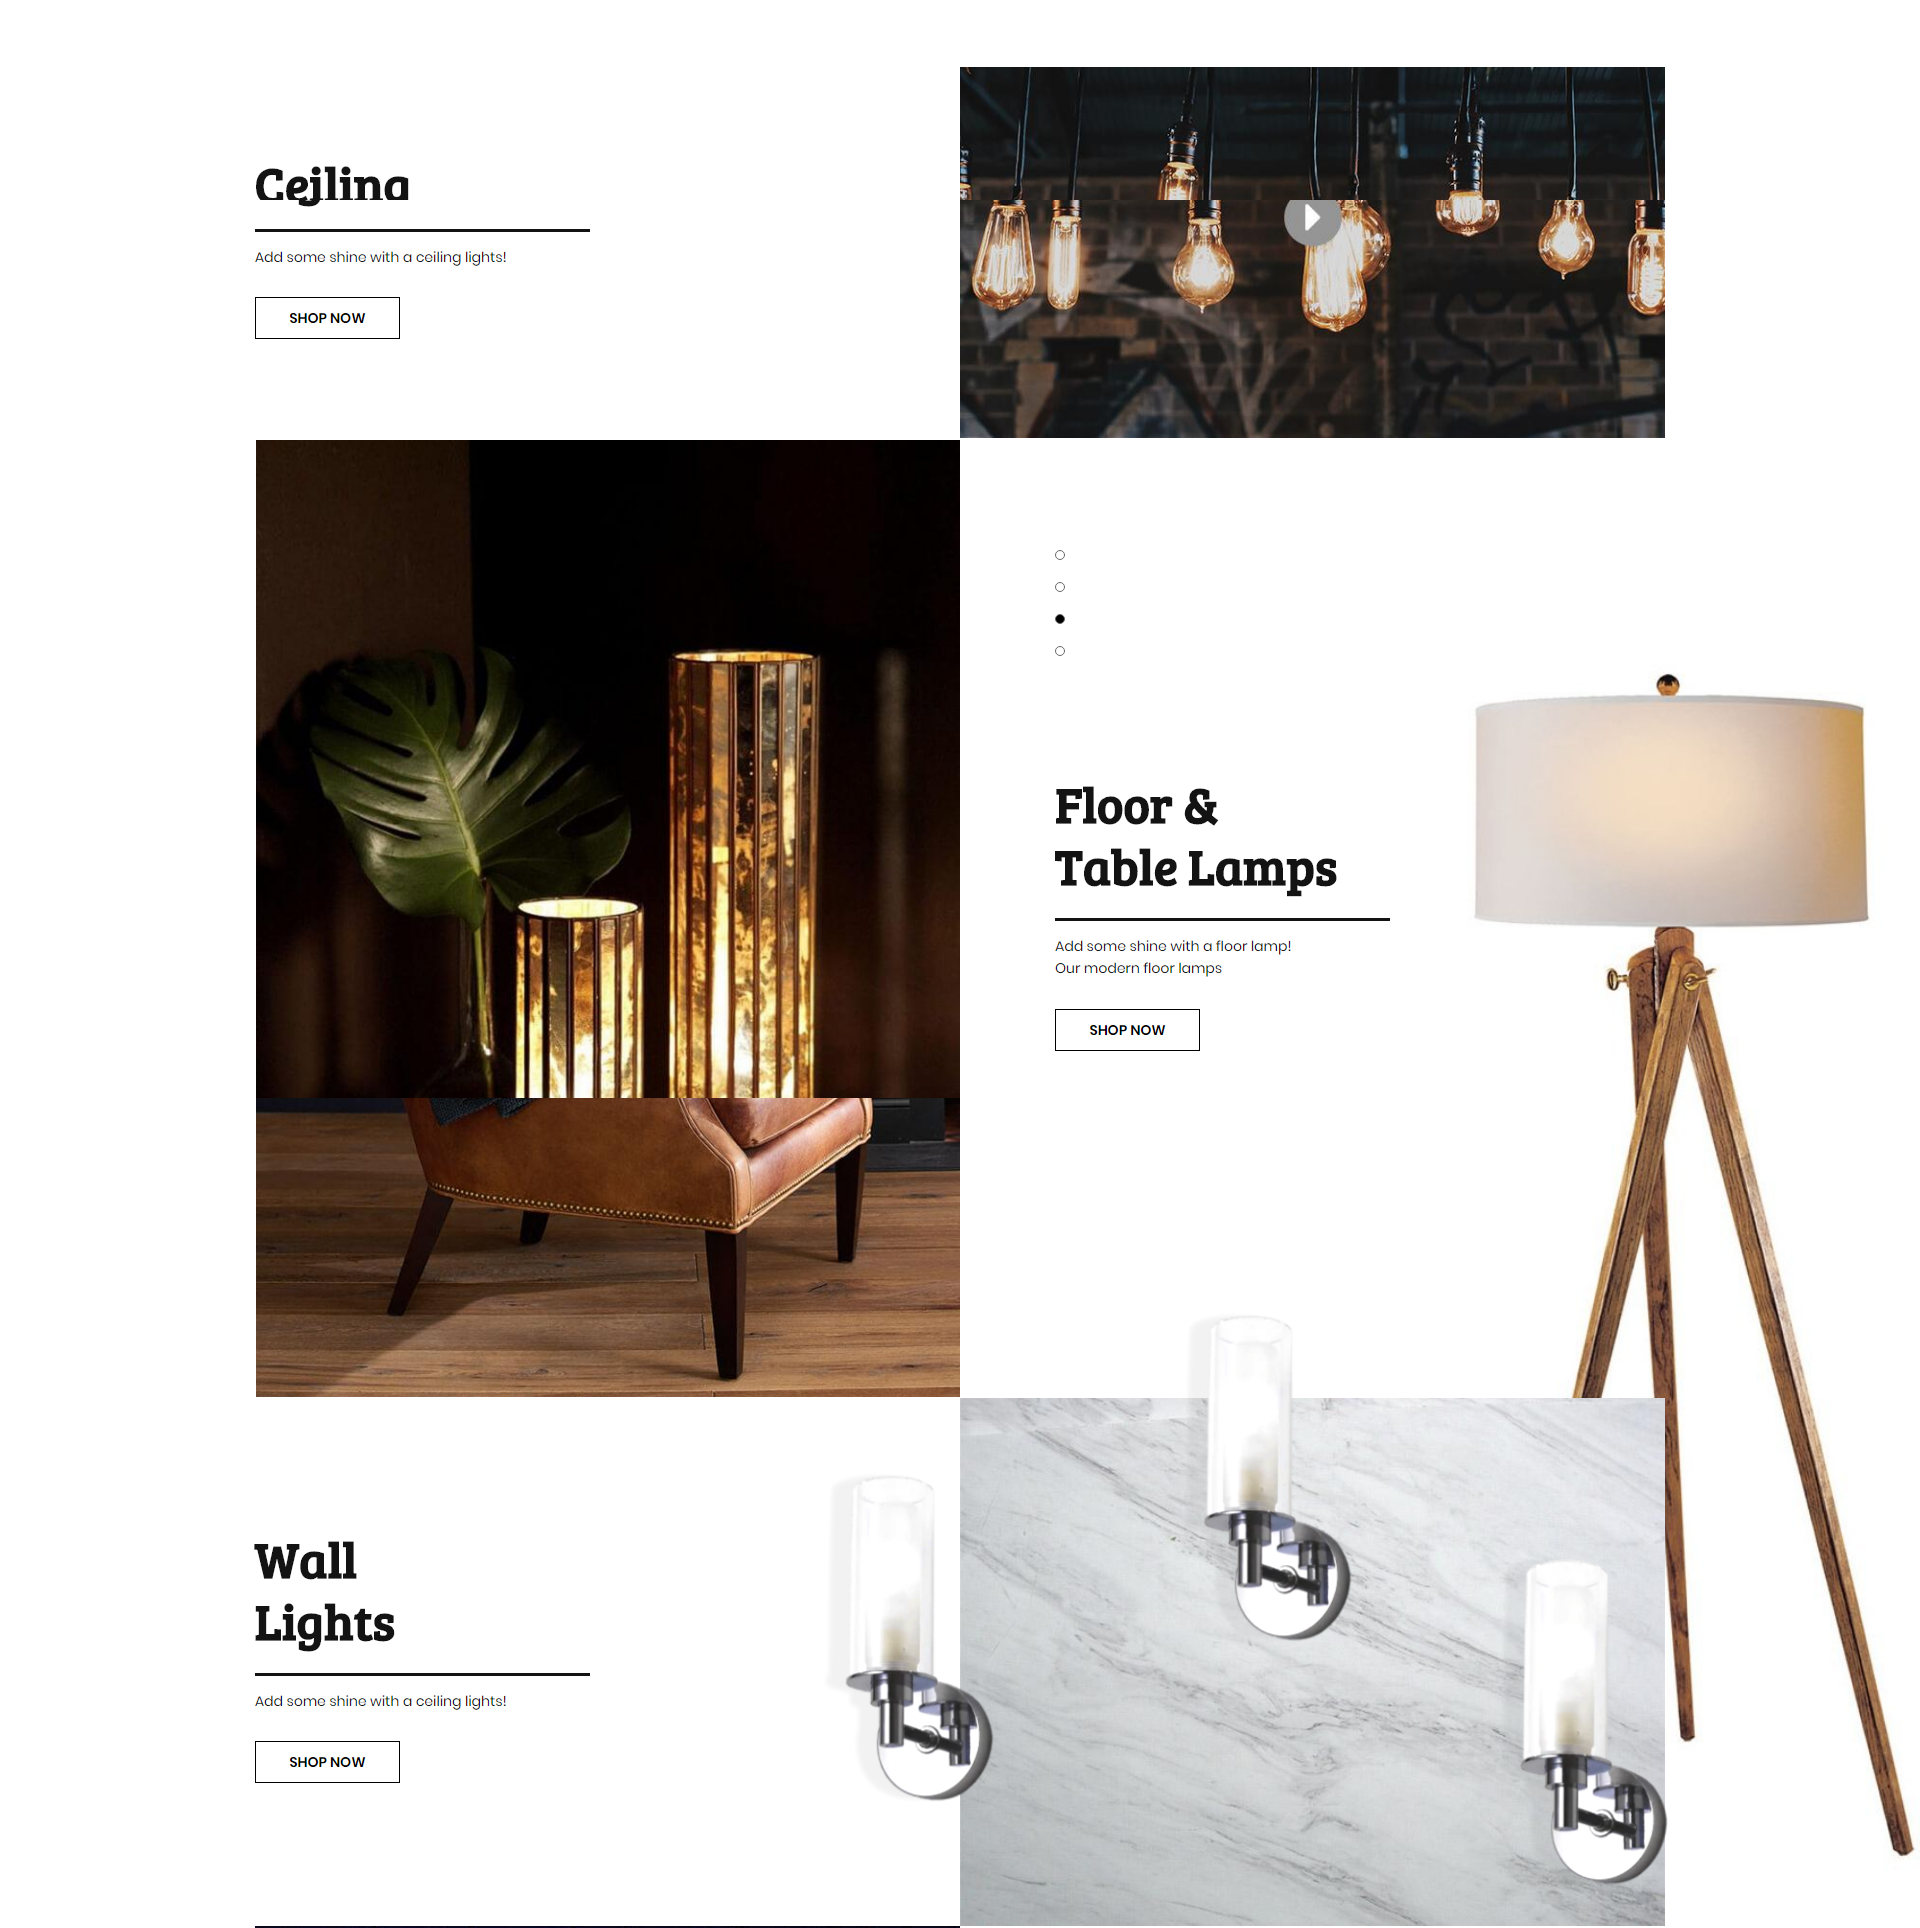 Add some shine with a ceiling lights!
SHOP NOW
Floor &
Table Lamps
Add some shine with a floor lamp!
Our modern floor lamps
SHOP NOW
Wall
Lights
Add some shine with a ceiling lights!
SHOP NOW